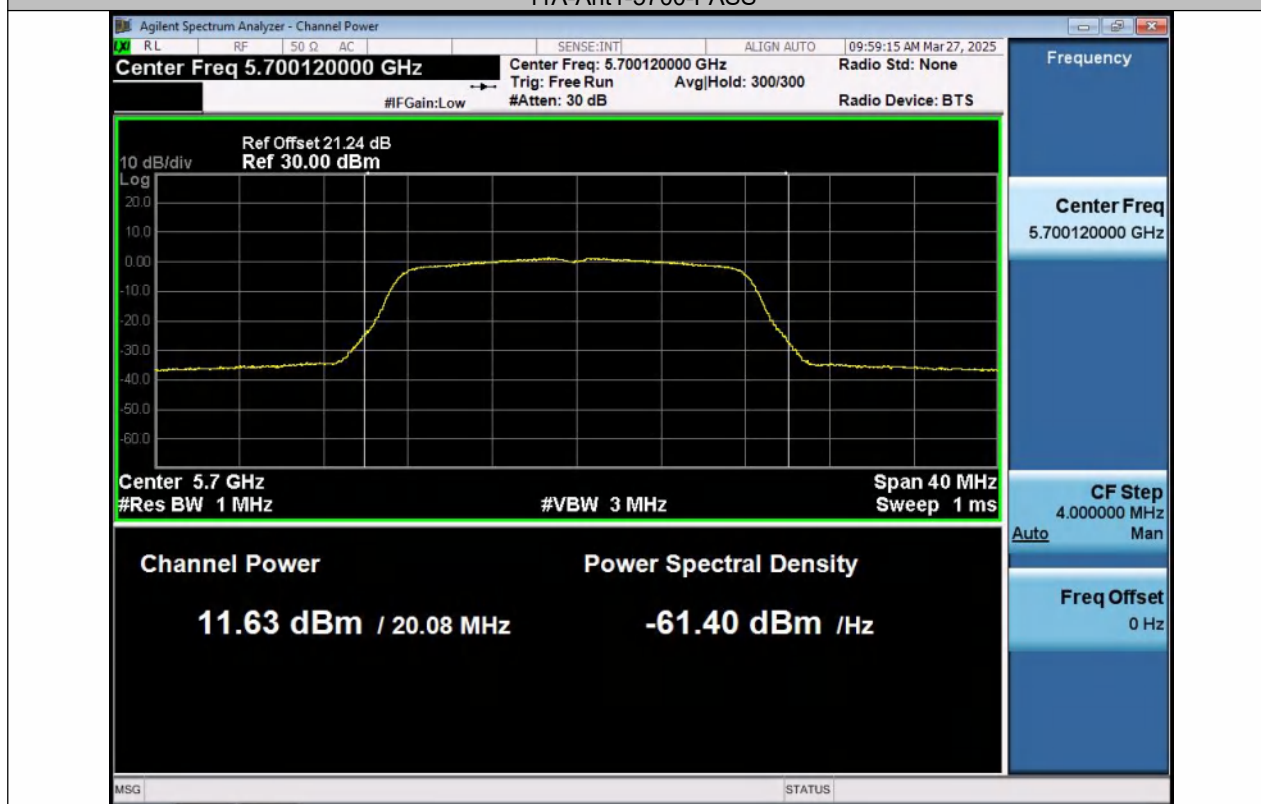 11A-Ant1-5700-PASS
Agilent Spectrum Analyzer - Channel Power
LXI RL RF 50 Ω AC SENSE:INT ALIGN AUTO 09:59:15 AM Mar 27, 2025
Center Freq 5.700120000 GHz
Center Freq: 5.700120000 GHz
Radio Std: None
Trig: Free Run
Avg|Hold: 300/300
#IFGain:Low
#Atten: 30 dB
Radio Device: BTS
Ref Offset 21.24 dB
10 dB/div
Ref 30.00 dBm
Log
20.0
10.0
0.00
-10.0
-20.0
-30.0
-40.0
-50.0
-60.0
Center 5.7 GHz
Span 40 MHz
#Res BW 1 MHz
#VBW 3 MHz
Sweep 1 ms
Channel Power
Power Spectral Density
11.63 dBm / 20.08 MHz
-61.40 dBm /Hz
MSG
STATUS
Frequency
Center Freq
5.700120000 GHz
CF Step
4.000000 MHz
Auto Man
Freq Offset
0 Hz